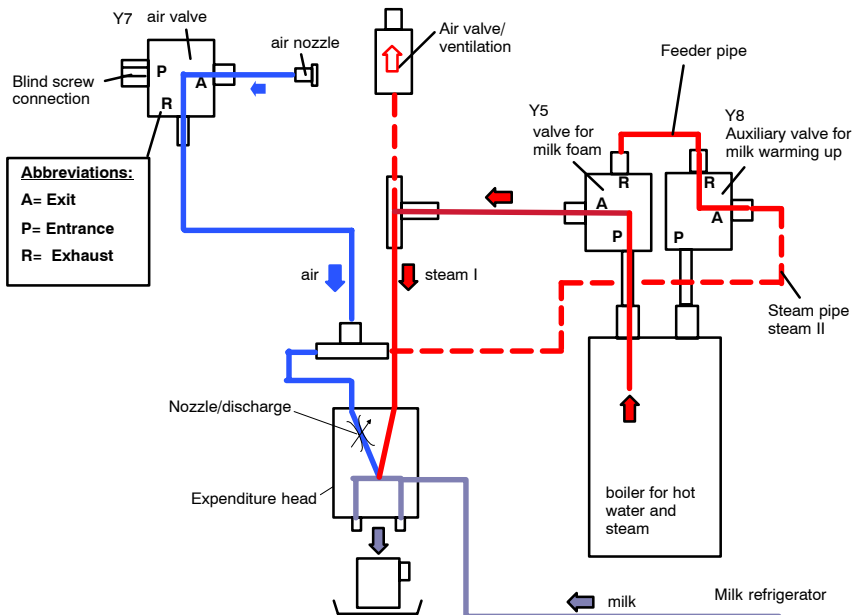 Y7 air valve
air nozzle
Blind screw
connection
P
A
R
Abbreviations:
A= Exit
P= Entrance
R= Exhaust
Air valve/
ventilation
Feeder pipe
Y5
valve for
milk foam
Y8
Auxiliary valve for
milk warming up
R
A
P
R
A
P
air
steam I
Steam pipe
steam II
Nozzle/discharge
Expenditure head
boiler for hot
water and
steam
milk
Milk refrigerator